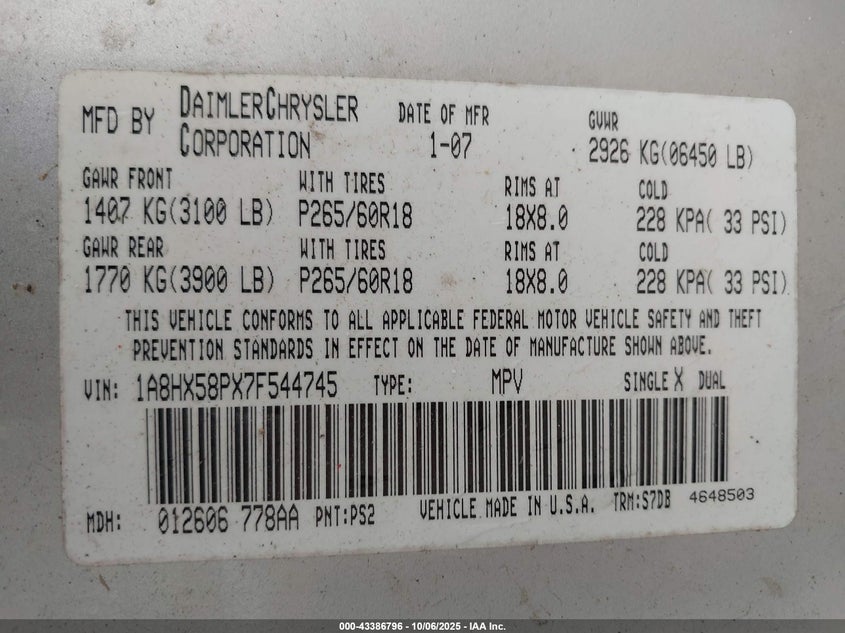 MFD BY DAIMLERCHRYSLER CORPORATION DATE OF MFR 1-07 GVWR 2926 KG(06450 LB)
GAWR FRONT WITH TIRES RIMS AT COLD
1407 KG(3100 LB) P265/60R18 18X8.0 228 KPA( 33 PSI)
GAWR REAR WITH TIRES RIMS AT COLD
1770 KG(3900 LB) P265/60R18 18X8.0 228 KPA( 33 PSI)
THIS VEHICLE CONFORMS TO ALL APPLICABLE FEDERAL MOTOR VEHICLE SAFETY AND THEFT
PREVENTION STANDARDS IN EFFECT ON THE DATE OF MANUFACTURE SHOWN ABOVE.
VIN: 1A8HX58PX7F544745 TYPE: MPV SINGLE X DUAL
MDH: 012606 778AA PNT:PS2 VEHICLE MADE IN U.S.A. TRM:S7DB 4648503
000-43386796 - 10/06/2025 - IAA Inc.